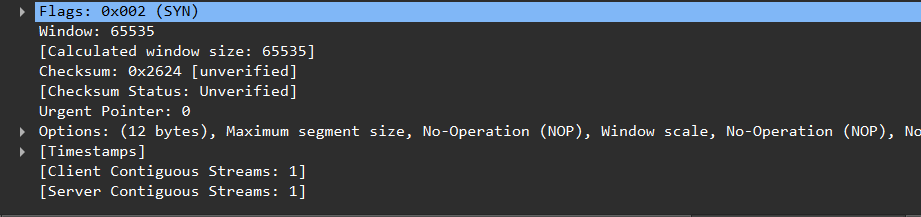 Flags: 0x002 (SYN)
Window: 65535
[Calculated window size: 65535]
Checksum: 0x2624 [unverified]
[Checksum Status: Unverified]
Urgent Pointer: 0
Options: (12 bytes), Maximum segment size, No-Operation (NOP), Window scale, No-Operation (NOP), No
[Timestamps]
[Client Contiguous Streams: 1]
[Server Contiguous Streams: 1]